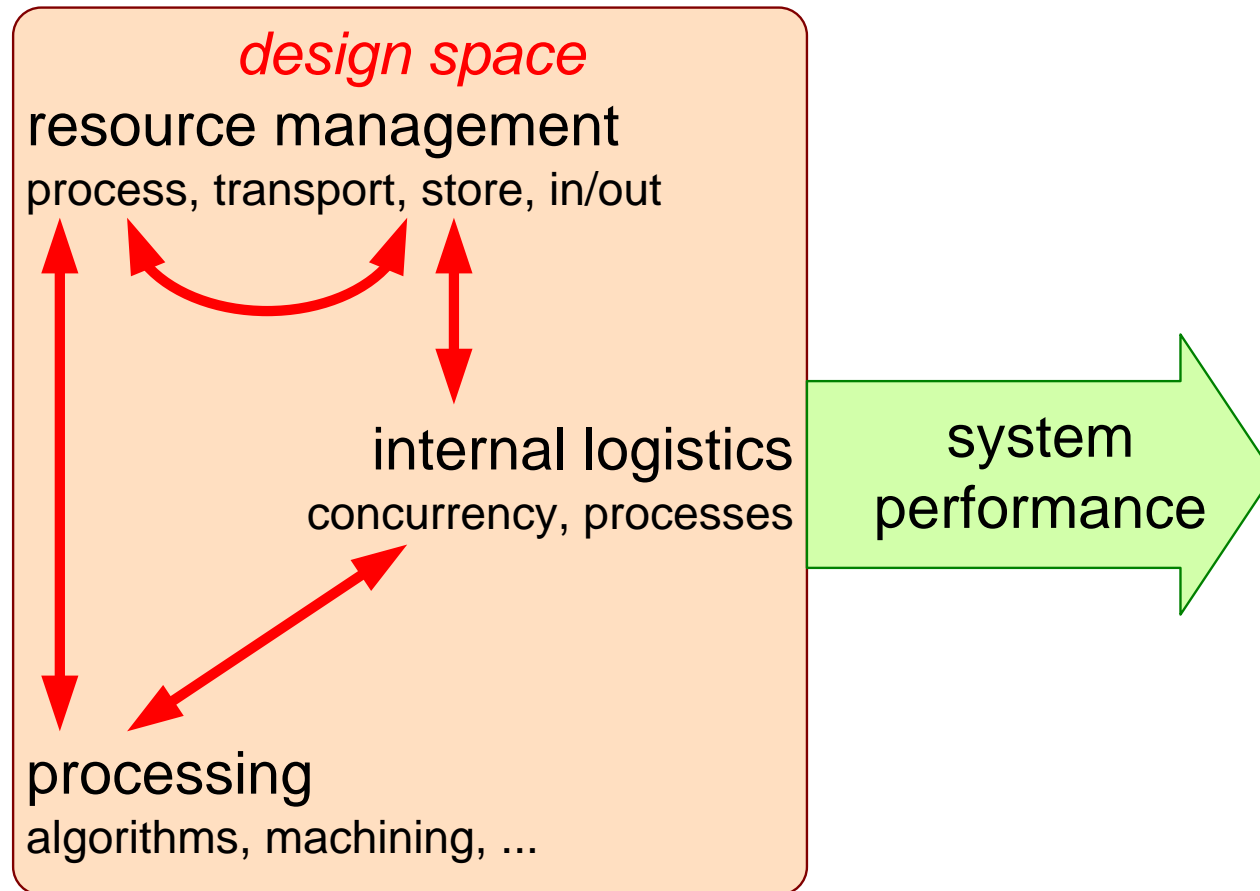 design space
resource management
process, transport, store, in/out
internal logistics
concurrency, processes
system
performance
processing
algorithms, machining, ...